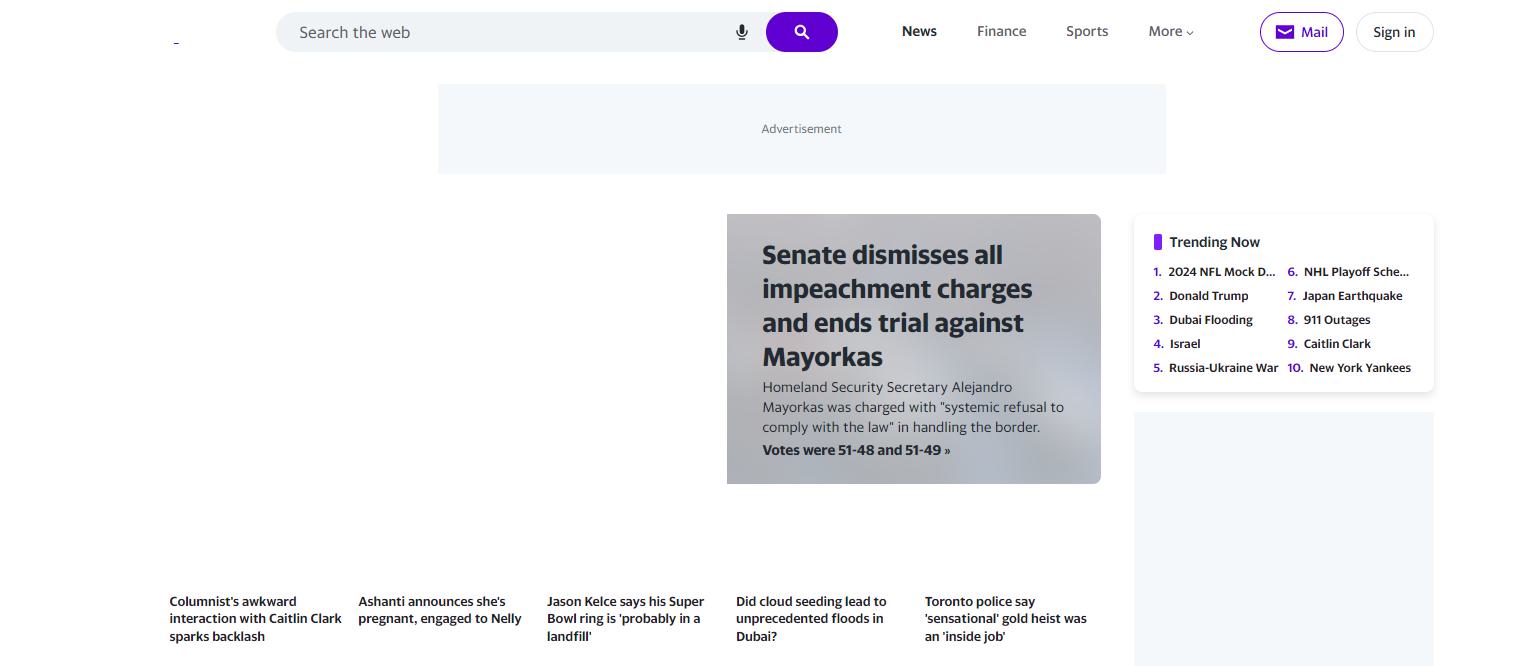 Search the web
News
Finance
Sports
More
Mail
Sign in
Advertisement
Senate dismisses all
impeachment charges
and ends trial against
Mayorkas
Homeland Security Secretary Alejandro
Mayorkas was charged with "systemic refusal to
comply with the law" in handling the border.
Votes were 51-48 and 51-49 »
Trending Now
1. 2024 NFL Mock D...
2. Donald Trump
3. Dubai Flooding
4. Israel
5. Russia-Ukraine War
6. NHL Playoff Sche...
7. Japan Earthquake
8. 911 Outages
9. Caitlin Clark
10. New York Yankees
Columnist's awkward
interaction with Caitlin Clark
sparks backlash
Ashanti announces she's
pregnant, engaged to Nelly
Jason Kelce says his Super
Bowl ring is 'probably in a
landfill'
Did cloud seeding lead to
unprecedented floods in
Dubai?
Toronto police say
'sensational' gold heist was
an 'inside job'